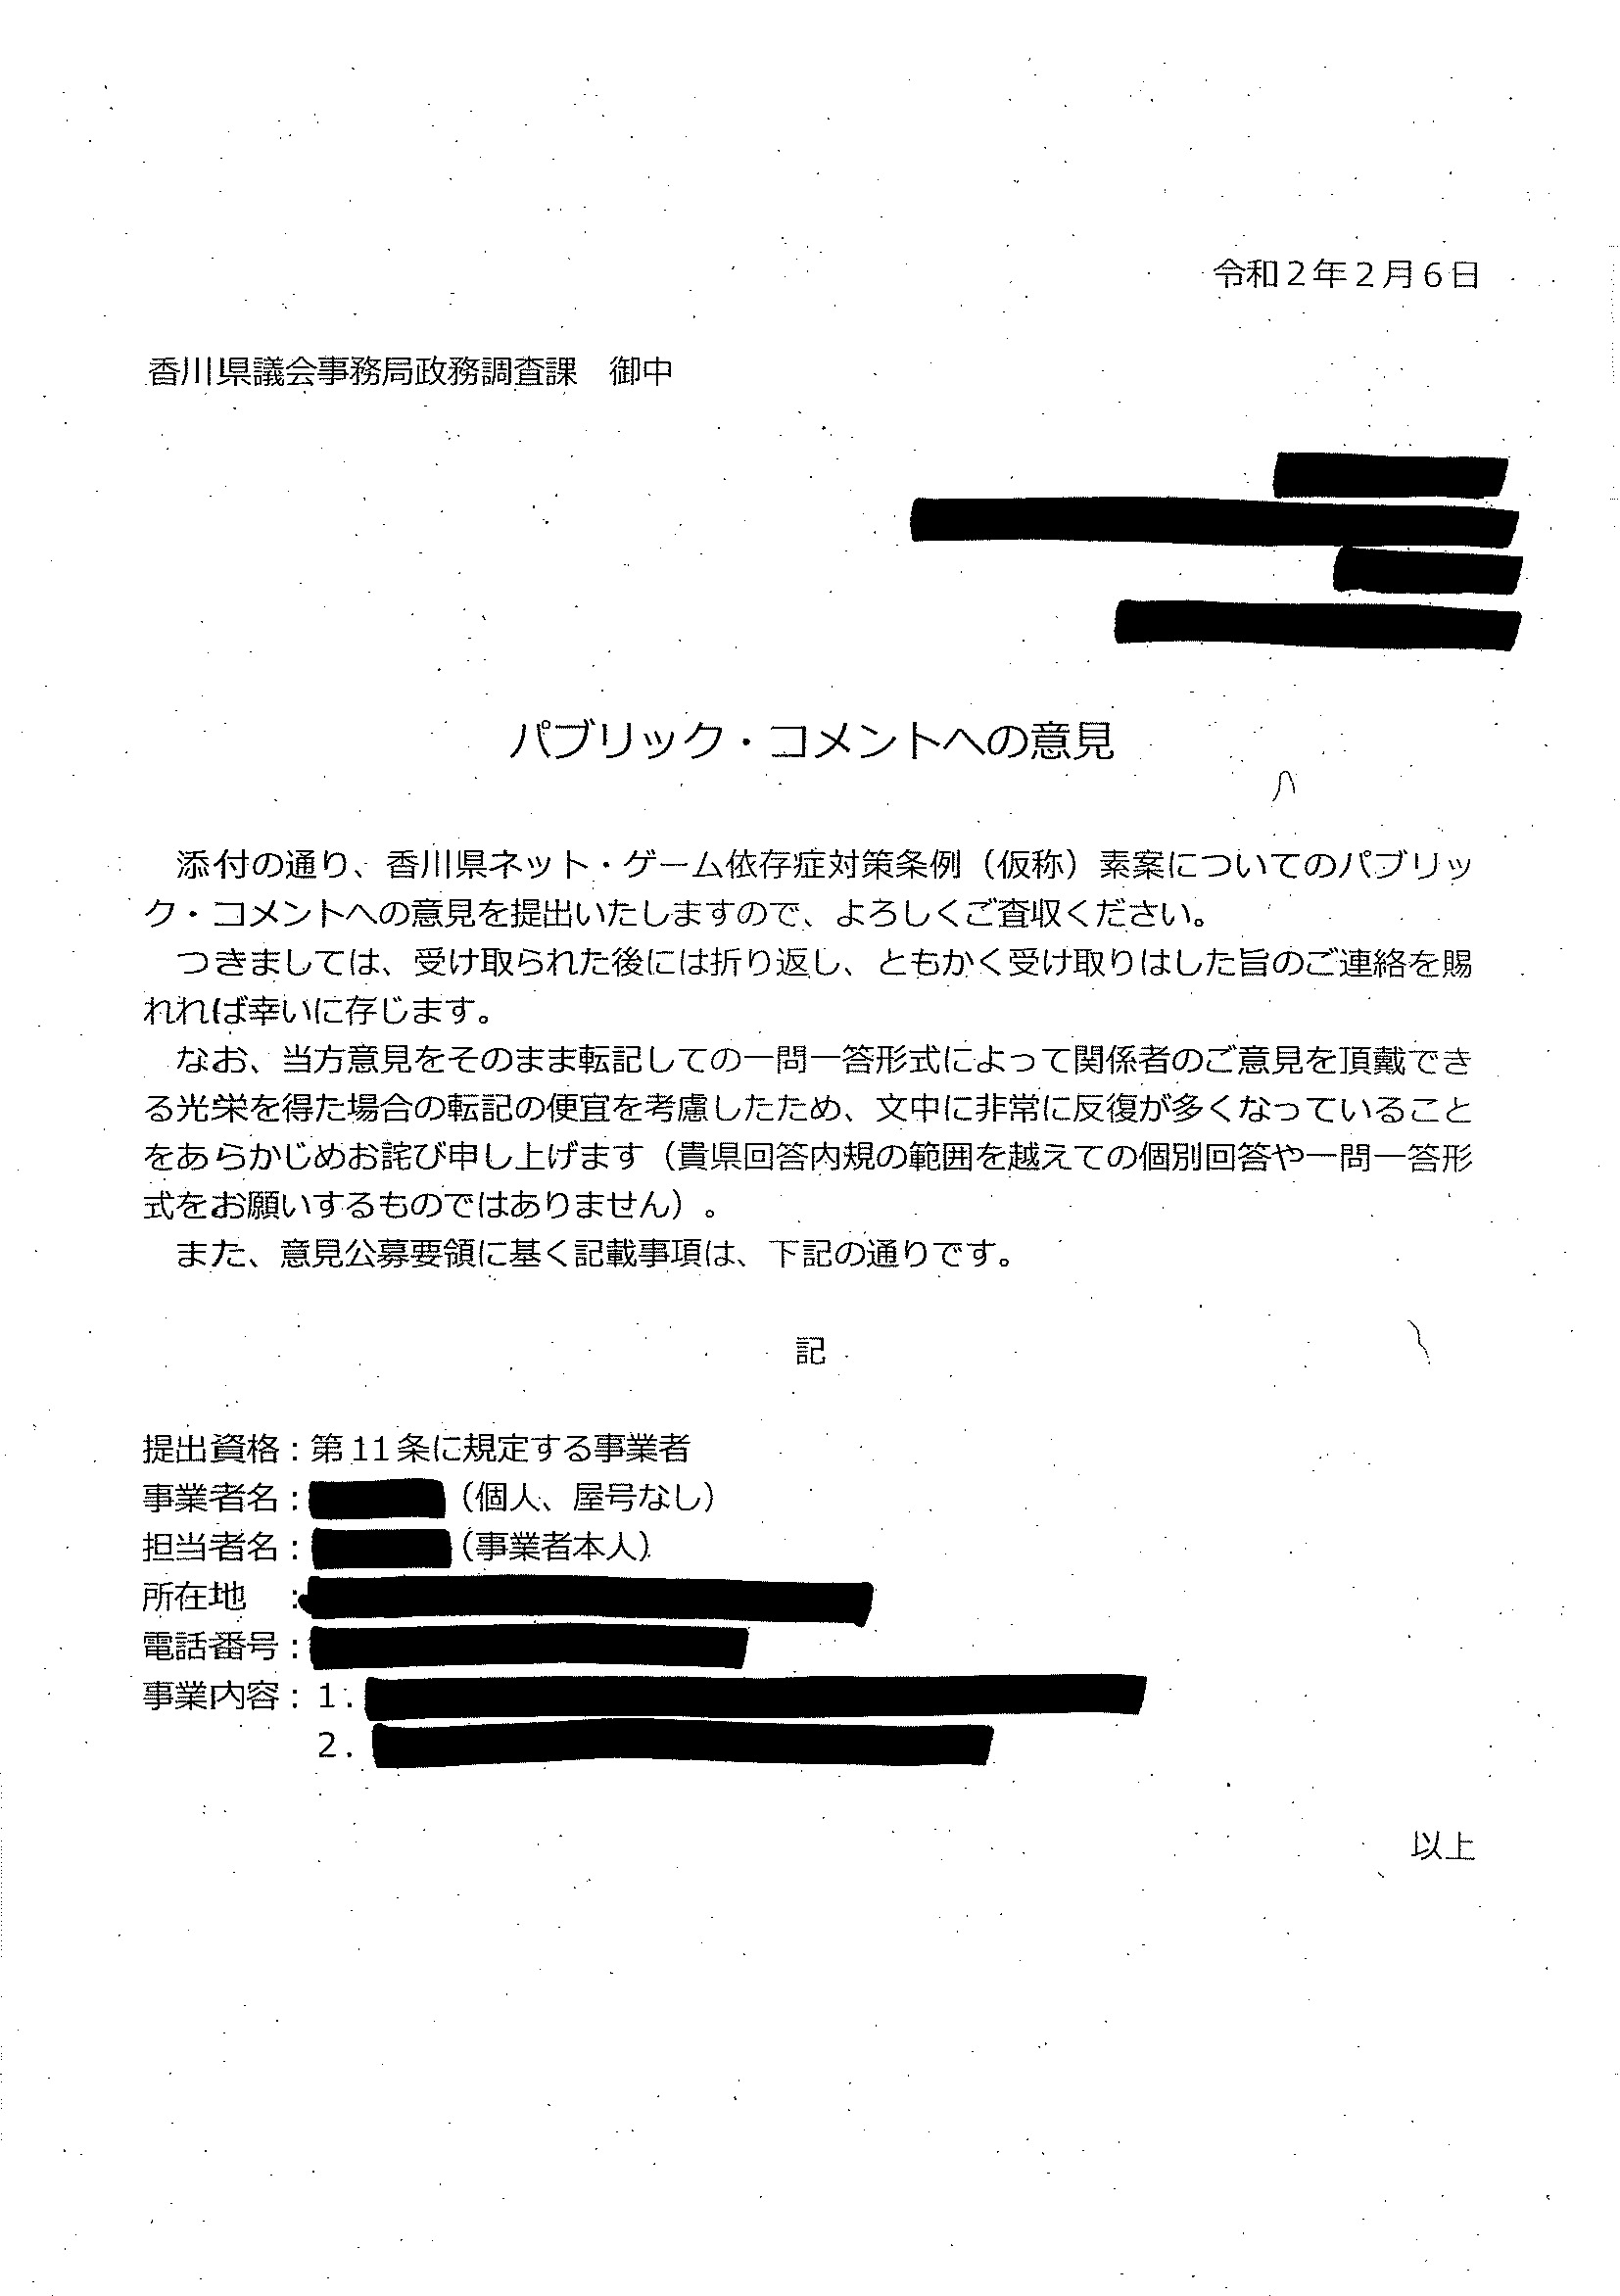 令和2年2月6日
香川県議会事務局政務調査課　御中
パブリック・コメントへの意見
添付の通り、香川県ネット・ゲーム依存症対策条例（仮称）素案についてのパブリッ
ク・コメントへの意見を提出いたしますので、よろしくご査収ください。
つきましては、受け取られた後には折り返し、ともかく受け取りはした旨のご連絡を賜
れれば幸いに存じます。
なお、当方意見をそのまま転記しての一問一答形式によって関係者のご意見を頂戴でき
る光栄を得た場合の転記の便宜を考慮したため、文中に非常に反復が多くなっていること
をあらかじめお詫び申し上げます（貴県回答内規の範囲を越えての個別回答や一問一答形
式をお願いするものではありません）。
また、意見公募要領に基く記載事項は、下記の通りです。
記
提出資格：第11条に規定する事業者
事業者名：（個人、屋号なし）
担当者名：（事業者本人）
所在地　：
電話番号：
事業内容：1．
2．
以上